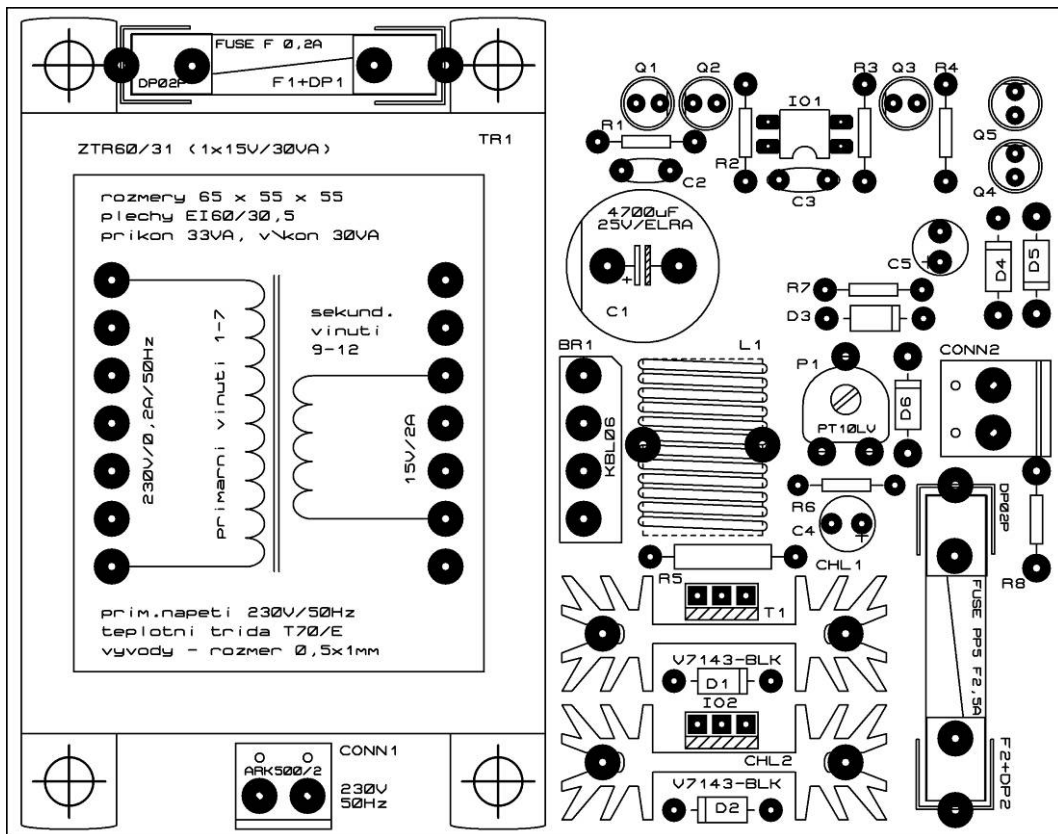 FUSE F 0,2A
DP02P
F1+DP1
TR1
ZTR60/31 (1x15V/30VA)
rozmery 65 x 55 x 55
plechy EI60/30,5
prikon 33VA, v\kon 30VA
230V/0,2A/50Hz
primarni vinuti 1-7
sekund.
vinuti
9-12
15V/2A
prim.napeti 230V/50Hz
teplotni trida T70/E
vyvody - rozmer 0,5x1mm
CONN1
ARK500/2
230V
50Hz
Q1
Q2
R3
Q3
R4
IO1
R1
R2
Q5
C2
C3
Q4
4700uF
25V/ELRA
+
C1
C5
+
D4
D5
R7
D3
BR1
KBL06
L1
P1
PT10LV
D6
CONN2
R6
C4
+
DP02P
R5
CHL1
R8
T1
FUSE PP5 F2,5A
V7143-BLK
D1
IO2
CHL2
V7143-BLK
D2
F2+DP2